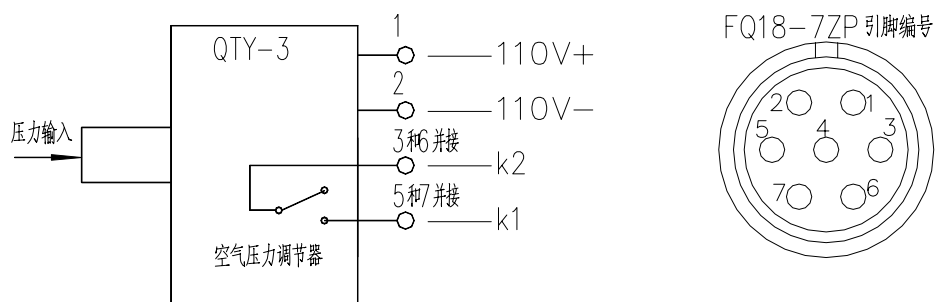 QTY-3
压力输入
空气压力调节器
1
110V+
2
110V-
3和6并接
k2
5和7并接
k1
FQ18-7ZP 引脚编号
2 1
5 4 3
7 6